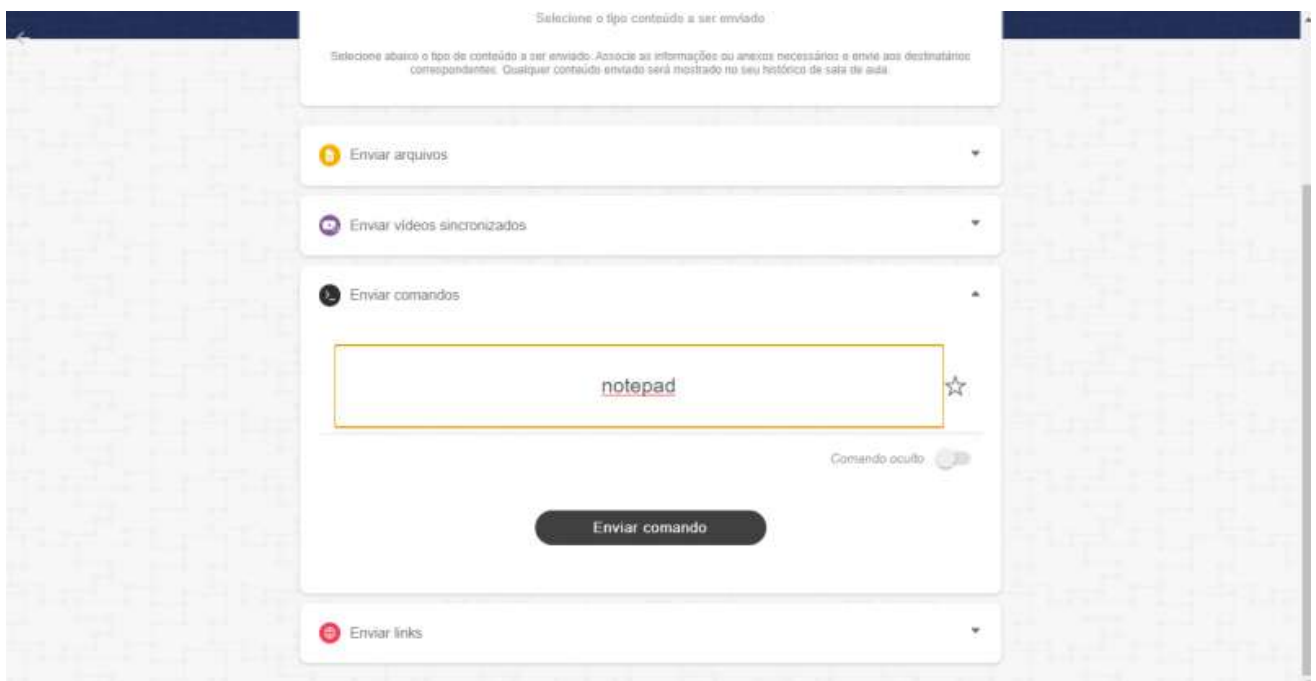 Selecione o tipo conteúdo a ser enviado
Selecione abaixo o tipo de conteúdo a ser enviado. Associe as informações ou anexos necessários e envie aos destinatários
correspondentes. Qualquer conteúdo enviado será mostrado no seu histórico de sala de aula.
Enviar arquivos
Enviar vídeos sincronizados
Enviar comandos
notepad
Comando oculto
Enviar comando
Enviar links